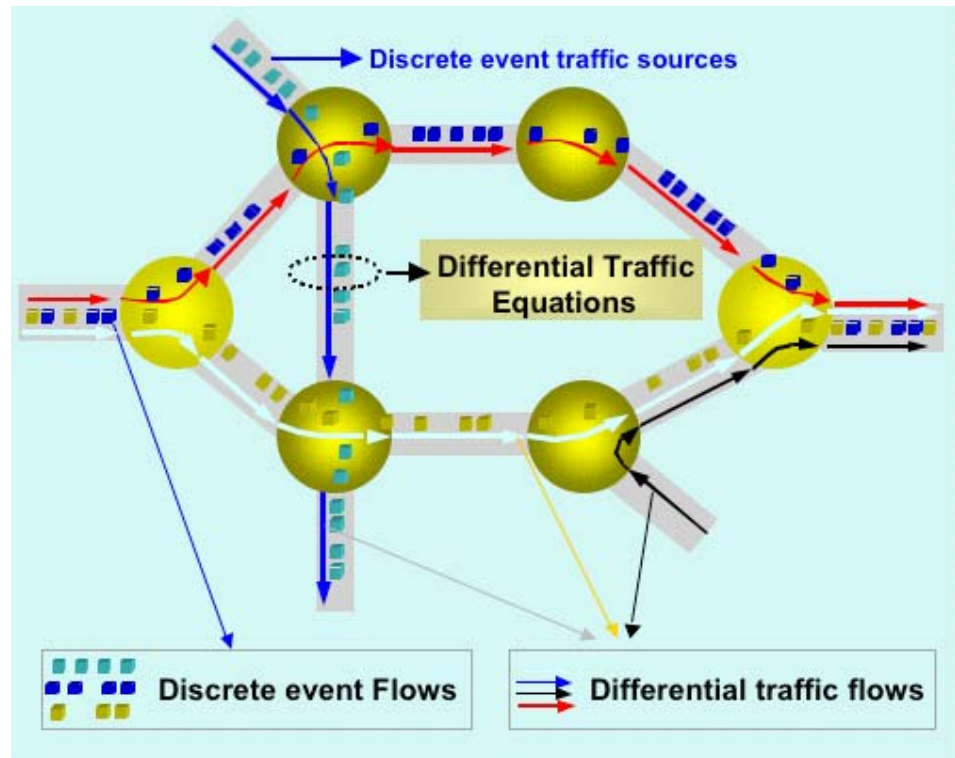 Discrete event traffic sources
Differential Traffic
Equations
Discrete event Flows
Differential traffic flows